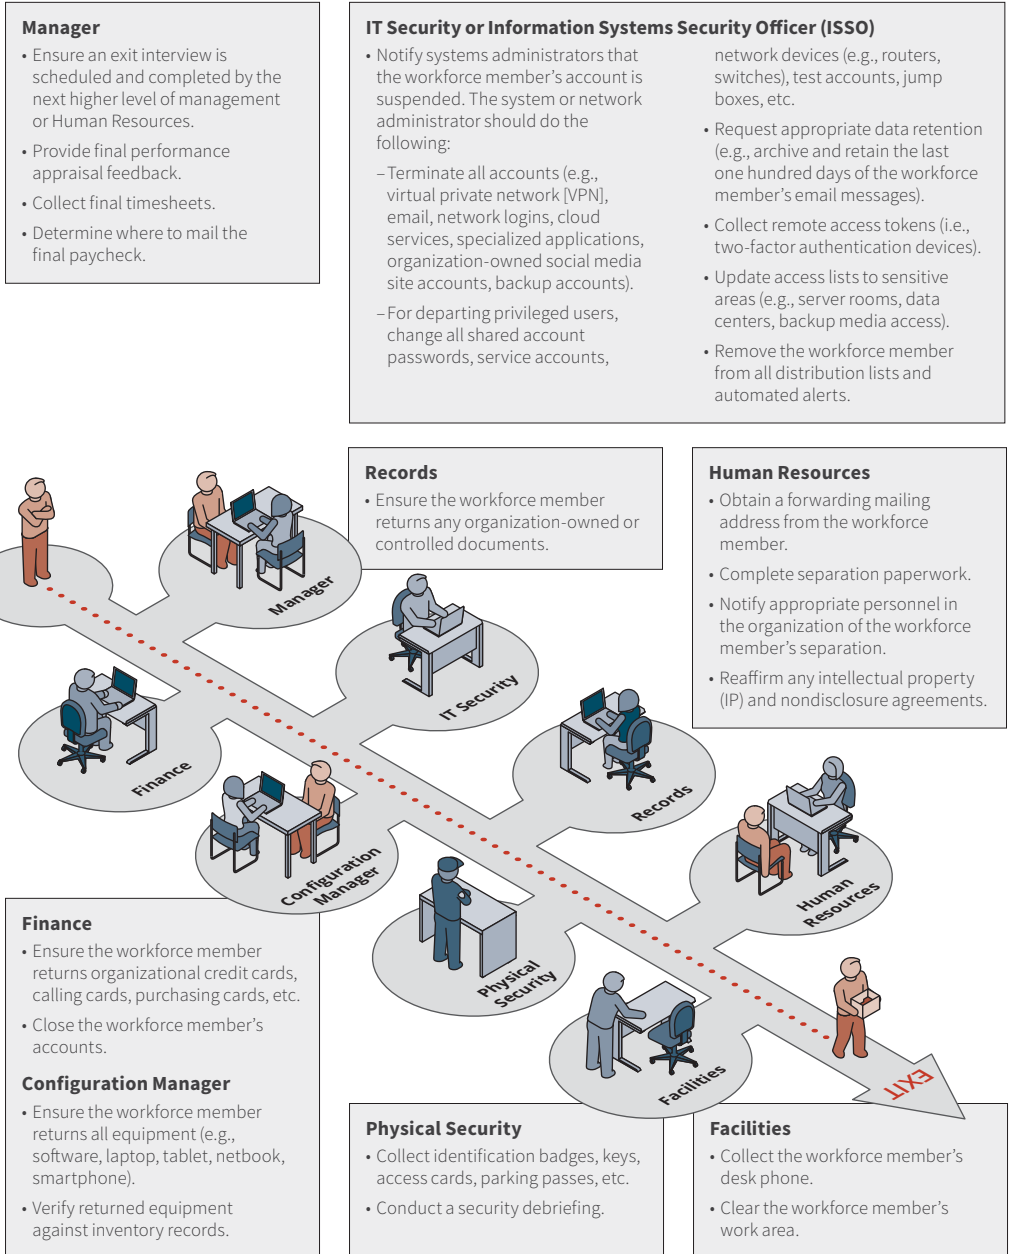 Manager
• Ensure an exit interview is
scheduled and completed by the
next higher level of management
or Human Resources.
• Provide final performance
appraisal feedback.
• Collect final timesheets.
• Determine where to mail the
final paycheck.
IT Security or Information Systems Security Officer (ISSO)
• Notify systems administrators that
the workforce member’s account is
suspended. The system or network
administrator should do the
following:
– Terminate all accounts (e.g.,
virtual private network [VPN],
email, network logins, cloud
services, specialized applications,
organization-owned social media
site accounts, backup accounts).
– For departing privileged users,
change all shared account
passwords, service accounts,
network devices (e.g., routers,
switches), test accounts, jump
boxes, etc.
• Request appropriate data retention
(e.g., archive and retain the last
one hundred days of the workforce
member’s email messages).
• Collect remote access tokens (i.e.,
two-factor authentication devices).
• Update access lists to sensitive
areas (e.g., server rooms, data
centers, backup media access).
• Remove the workforce member
from all distribution lists and
automated alerts.
Records
• Ensure the workforce member
returns any organization-owned or
controlled documents.
Human Resources
• Obtain a forwarding mailing
address from the workforce
member.
• Complete separation paperwork.
• Notify appropriate personnel in
the organization of the workforce
member’s separation.
• Reaffirm any intellectual property
(IP) and nondisclosure agreements.
Manager
IT Security
Finance
Records
Configuration
Manager
Human
Resources
Physical
Security
Facilities
EXIT
Finance
• Ensure the workforce member
returns organizational credit cards,
calling cards, purchasing cards, etc.
• Close the workforce member’s
accounts.
Configuration Manager
• Ensure the workforce member
returns all equipment (e.g.,
software, laptop, tablet, netbook,
smartphone).
• Verify returned equipment
against inventory records.
Physical Security
• Collect identification badges, keys,
access cards, parking passes, etc.
• Conduct a security debriefing.
Facilities
• Collect the workforce member’s
desk phone.
• Clear the workforce member’s
work area.